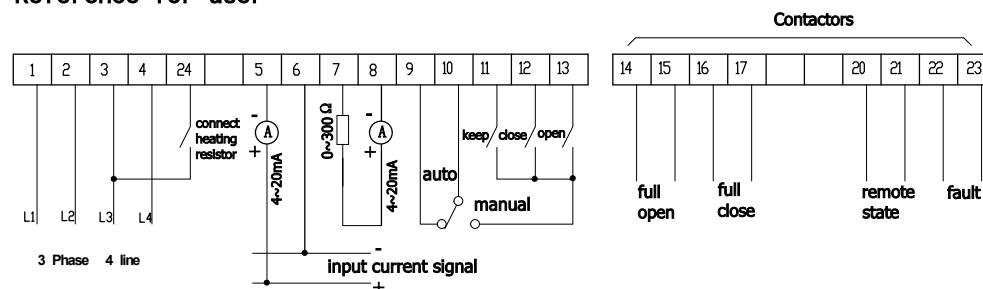 Reference for user
Contactors
1 2 3 4 24 5 6 7 8 9 10 11 12 13
14 15 16 17 20 21 22 23
connect
heating
resistor
- A +
4~20mA
0~300 Ω
- A +
4~20mA
keep close open
auto
manual
full
open
full
close
remote
state
fault
L1 L2 L3 L4
3 Phase 4 line
-
input current signal
+